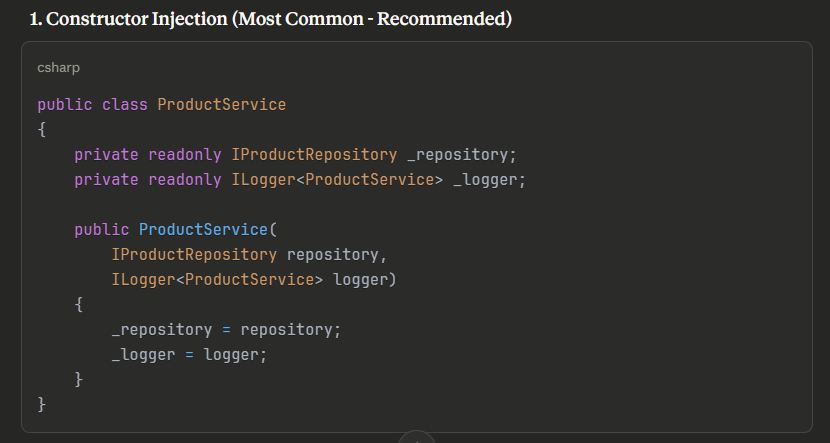 1. Constructor Injection (Most Common - Recommended)
csharp
public class ProductService
{
    private readonly IProductRepository _repository;
    private readonly ILogger<ProductService> _logger;

    public ProductService(
        IProductRepository repository,
        ILogger<ProductService> logger)
    {
        _repository = repository;
        _logger = logger;
    }
}